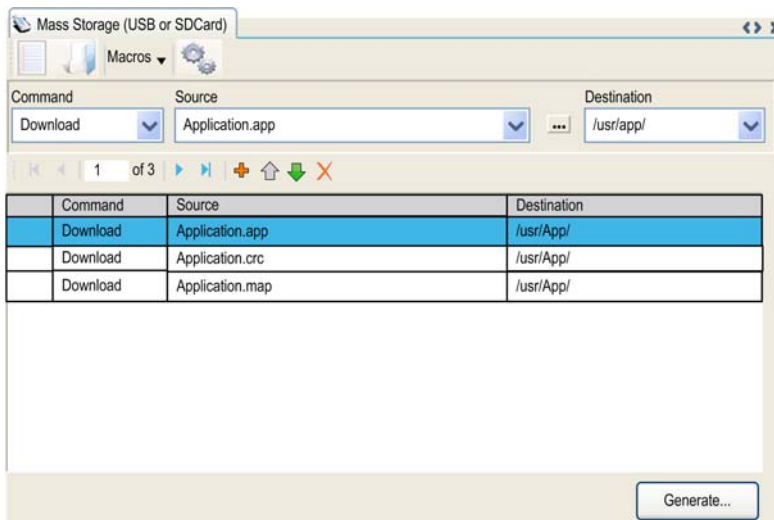 Mass Storage (USB or SDCard)
Macros
Command Source Destination
Download Application.app ... /usr/app/
1 of 3
Command Source Destination
Download Application.app /usr/App/
Download Application.crc /usr/App/
Download Application.map /usr/App/
Generate...